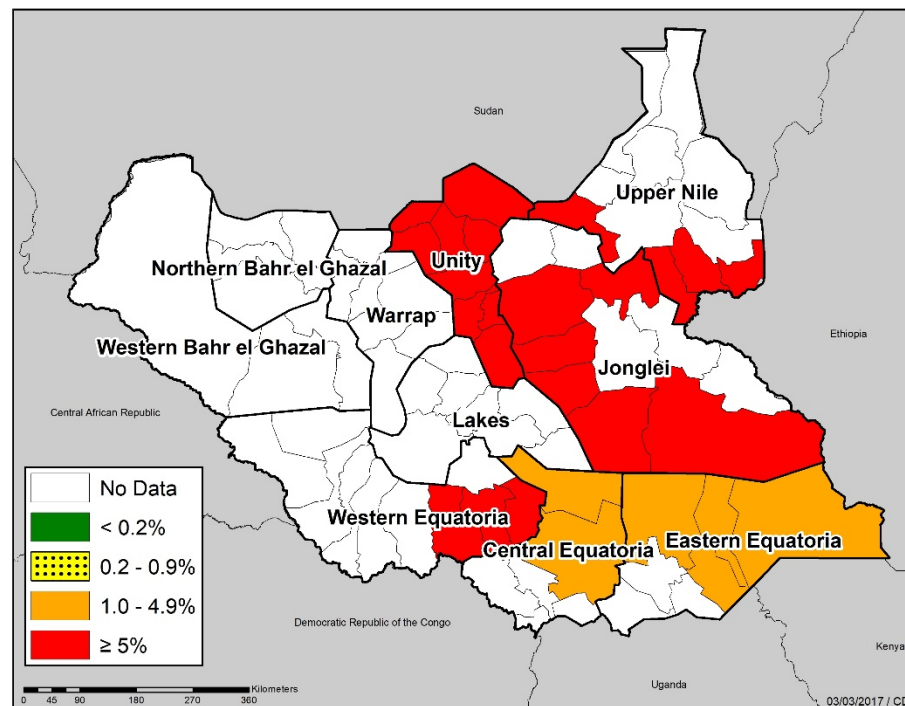 Sudan
Upper Nile
Northern Bahr el Ghazal
Unity
Warrap
Western Bahr el Ghazal
Ethiopia
Jonglei
Central African Republic
Lakes
No Data
< 0.2%
0.2 - 0.9%
1.0 - 4.9%
≥ 5%
Western Equatoria
Central Equatoria
Eastern Equatoria
Democratic Republic of the Congo
Kenya
Uganda
Kilometers
0 45 90 180 270 360
03/03/2017 / CD